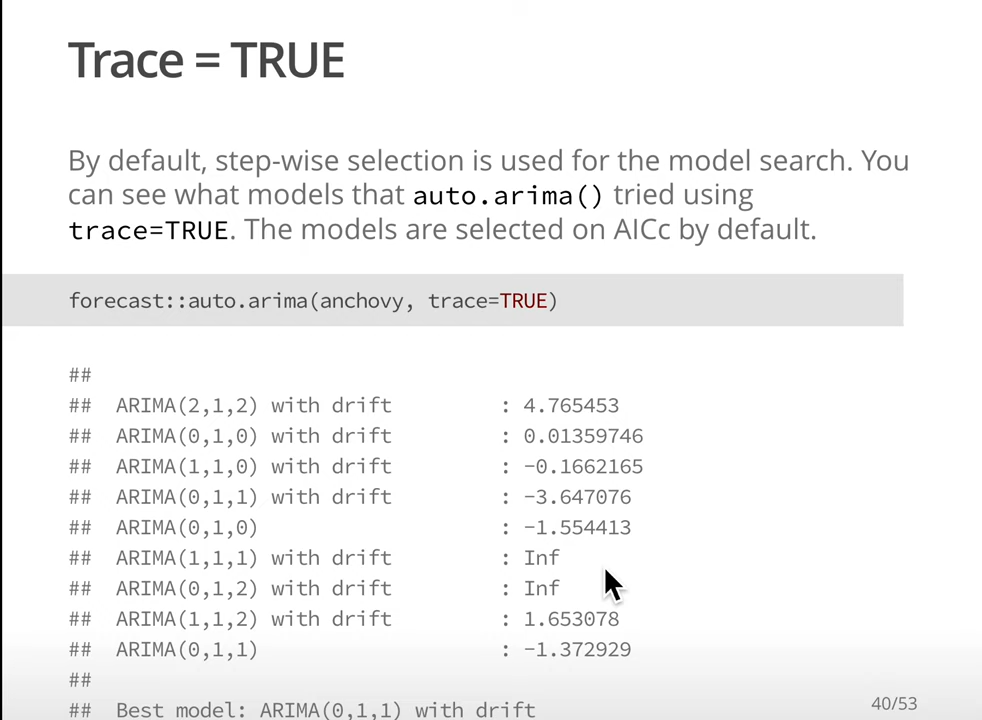 Trace = TRUE
By default, step-wise selection is used for the model search. You
can see what models that auto.arima() tried using
trace=TRUE. The models are selected on AICc by default.
forecast::auto.arima(anchovy, trace=TRUE)
##
##  ARIMA(2,1,2) with drift         : 4.765453
##  ARIMA(0,1,0) with drift         : 0.01359746
##  ARIMA(1,1,0) with drift         : -0.1662165
##  ARIMA(0,1,1) with drift         : -3.647076
##  ARIMA(0,1,0)                    : -1.554413
##  ARIMA(1,1,1) with drift         : Inf
##  ARIMA(0,1,2) with drift         : Inf
##  ARIMA(1,1,2) with drift         : 1.653078
##  ARIMA(0,1,1)                    : -1.372929
##
##  Best model: ARIMA(0,1,1) with drift
40/53